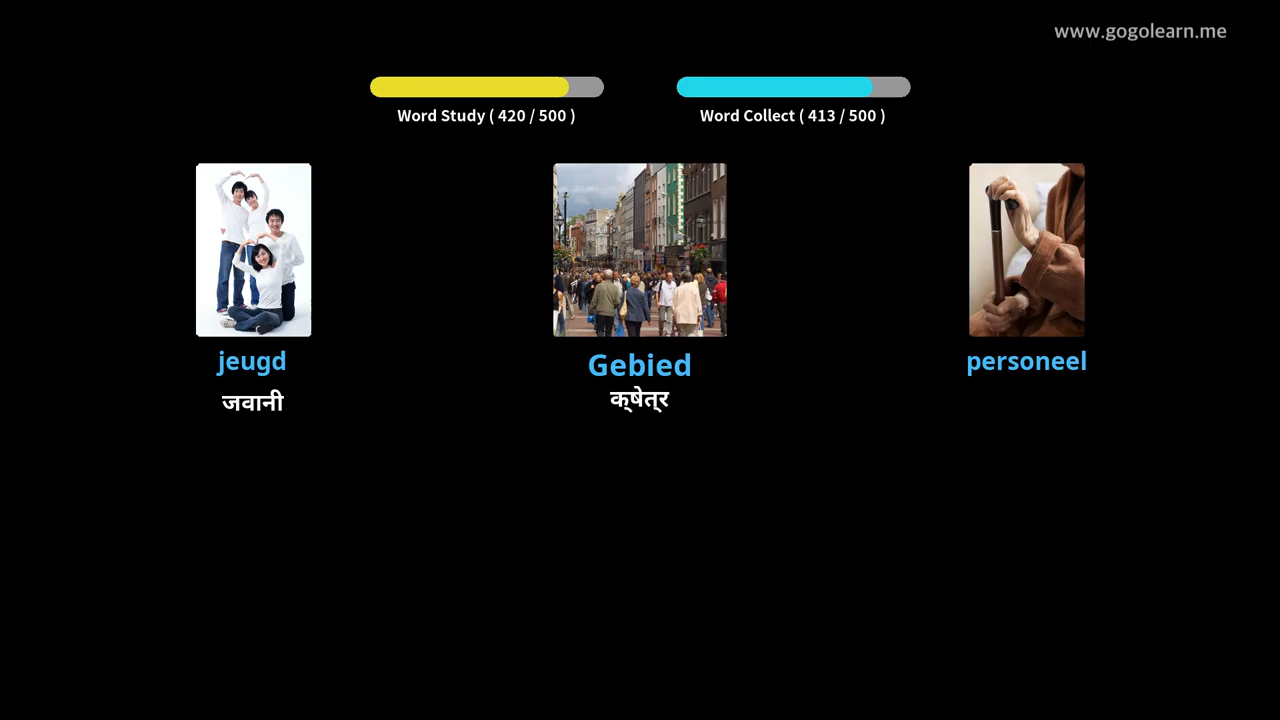 www.gogolearn.me
Word Study ( 420 / 500 )
Word Collect ( 413 / 500 )
jeugd
Gebied
personeel
जवानी
क्षेत्र